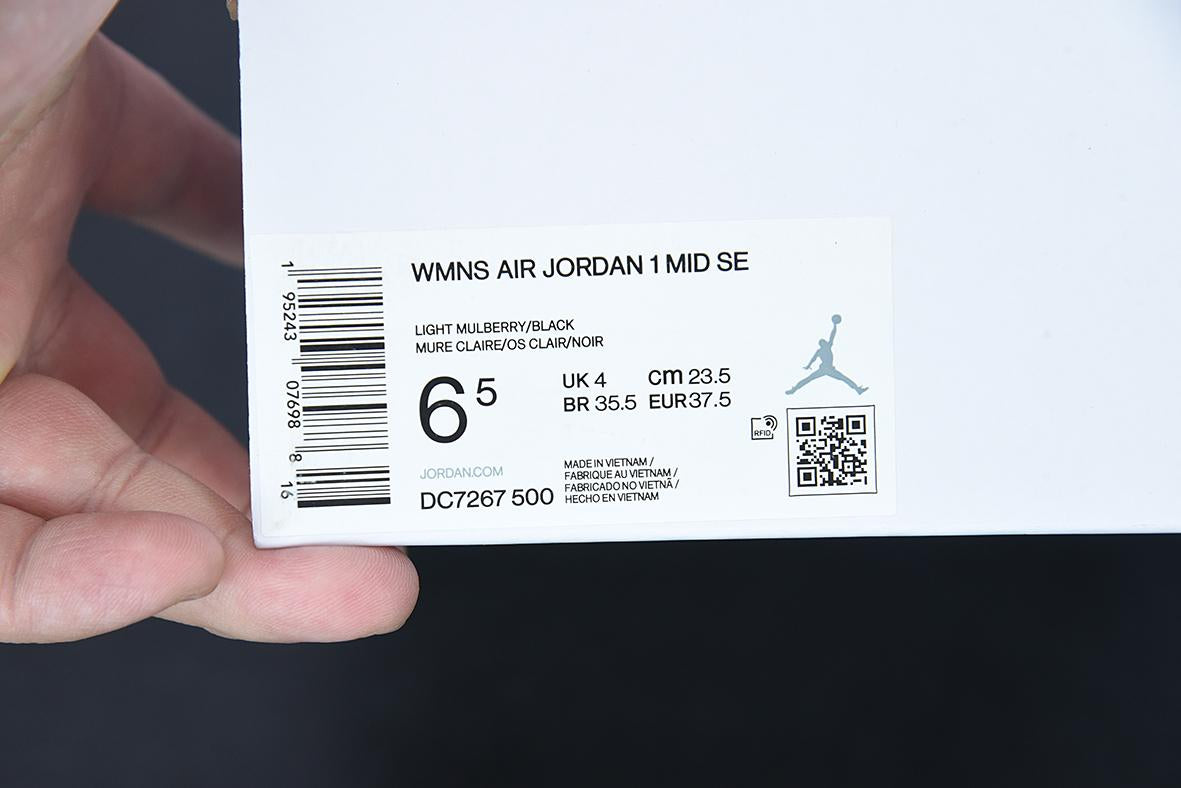 WMNS AIR JORDAN 1 MID SE
LIGHT MULBERRY/BLACK
MURE CLAIRE/OS CLAIR/NOIR
6 5
UK 4 cm 23.5
BR 35.5 EUR 37.5
RFID
JORDAN.COM
DC7267 500
MADE IN VIETNAM /
FABRIQUE AU VIETNAM /
FABRICADO NO VIETNÃ /
HECHO EN VIETNAM
1 95243 07698 8 16